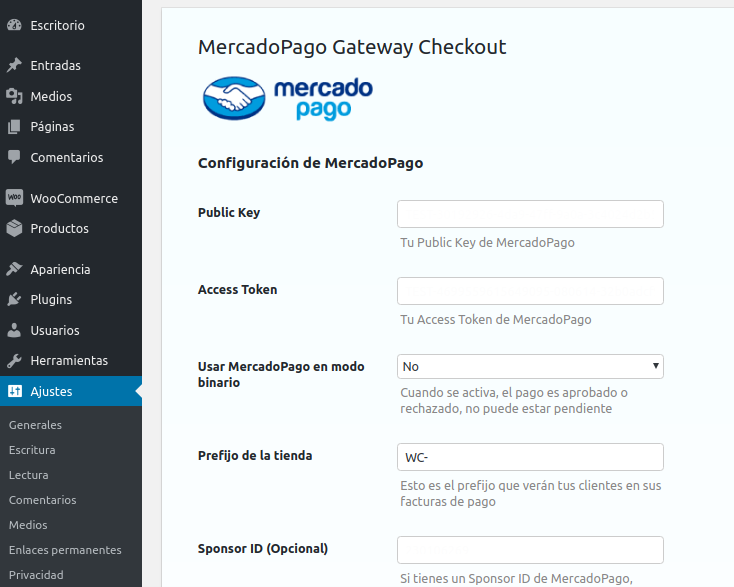 Escritorio
Entradas
Medios
Páginas
Comentarios
WooCommerce
Productos
Apariencia
Plugins
Usuarios
Herramientas
Ajustes
Generales
Escritura
Lectura
Comentarios
Medios
Enlaces permanentes
Privacidad
MercadoPago Gateway Checkout
mercado
pago
Configuración de MercadoPago
Public Key
Tu Public Key de MercadoPago
Access Token
Tu Access Token de MercadoPago
Usar MercadoPago en modo
binario
No
Cuando se activa, el pago es aprobado o
rechazado, no puede estar pendiente
Prefijo de la tienda
WC-
Esto es el prefijo que verán tus clientes en sus
facturas de pago
Sponsor ID (Opcional)
Si tienes un Sponsor ID de MercadoPago,